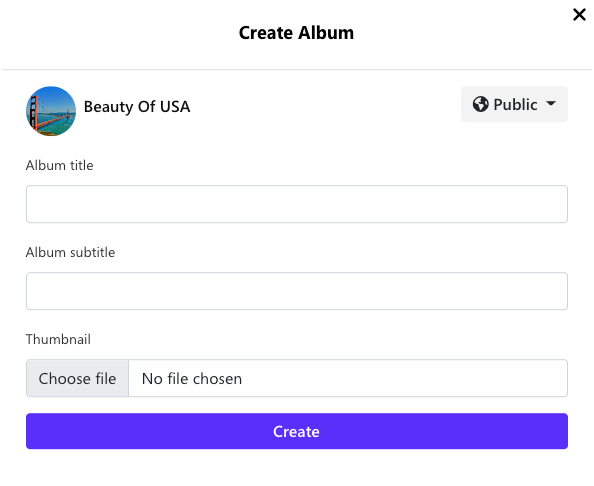 Create Album
Beauty Of USA
Public
Album title
Album subtitle
Thumbnail
Choose file No file chosen
Create